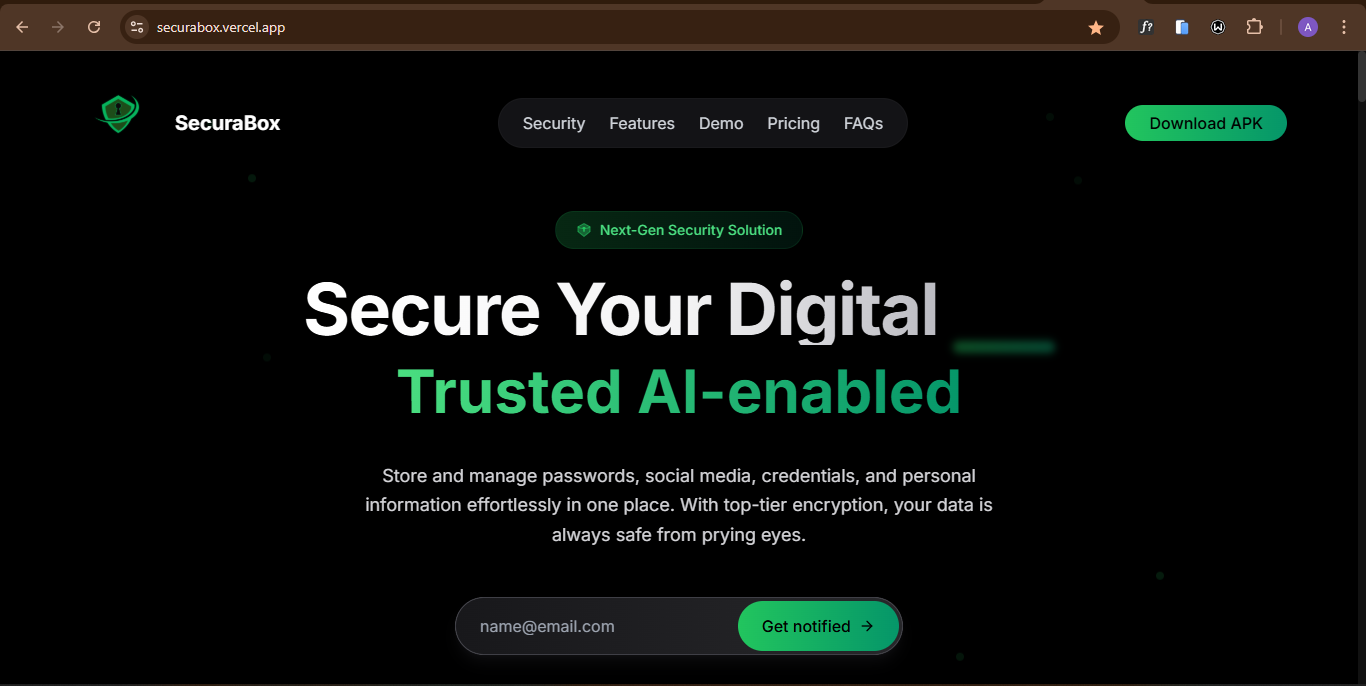 securabox.vercel.app
f?
W
A
SecuraBox
Security Features Demo Pricing FAQs
Download APK
Next-Gen Security Solution
Secure Your Digital
Trusted AI-enabled
Store and manage passwords, social media, credentials, and personal
information effortlessly in one place. With top-tier encryption, your data is
always safe from prying eyes.
name@email.com
Get notified →